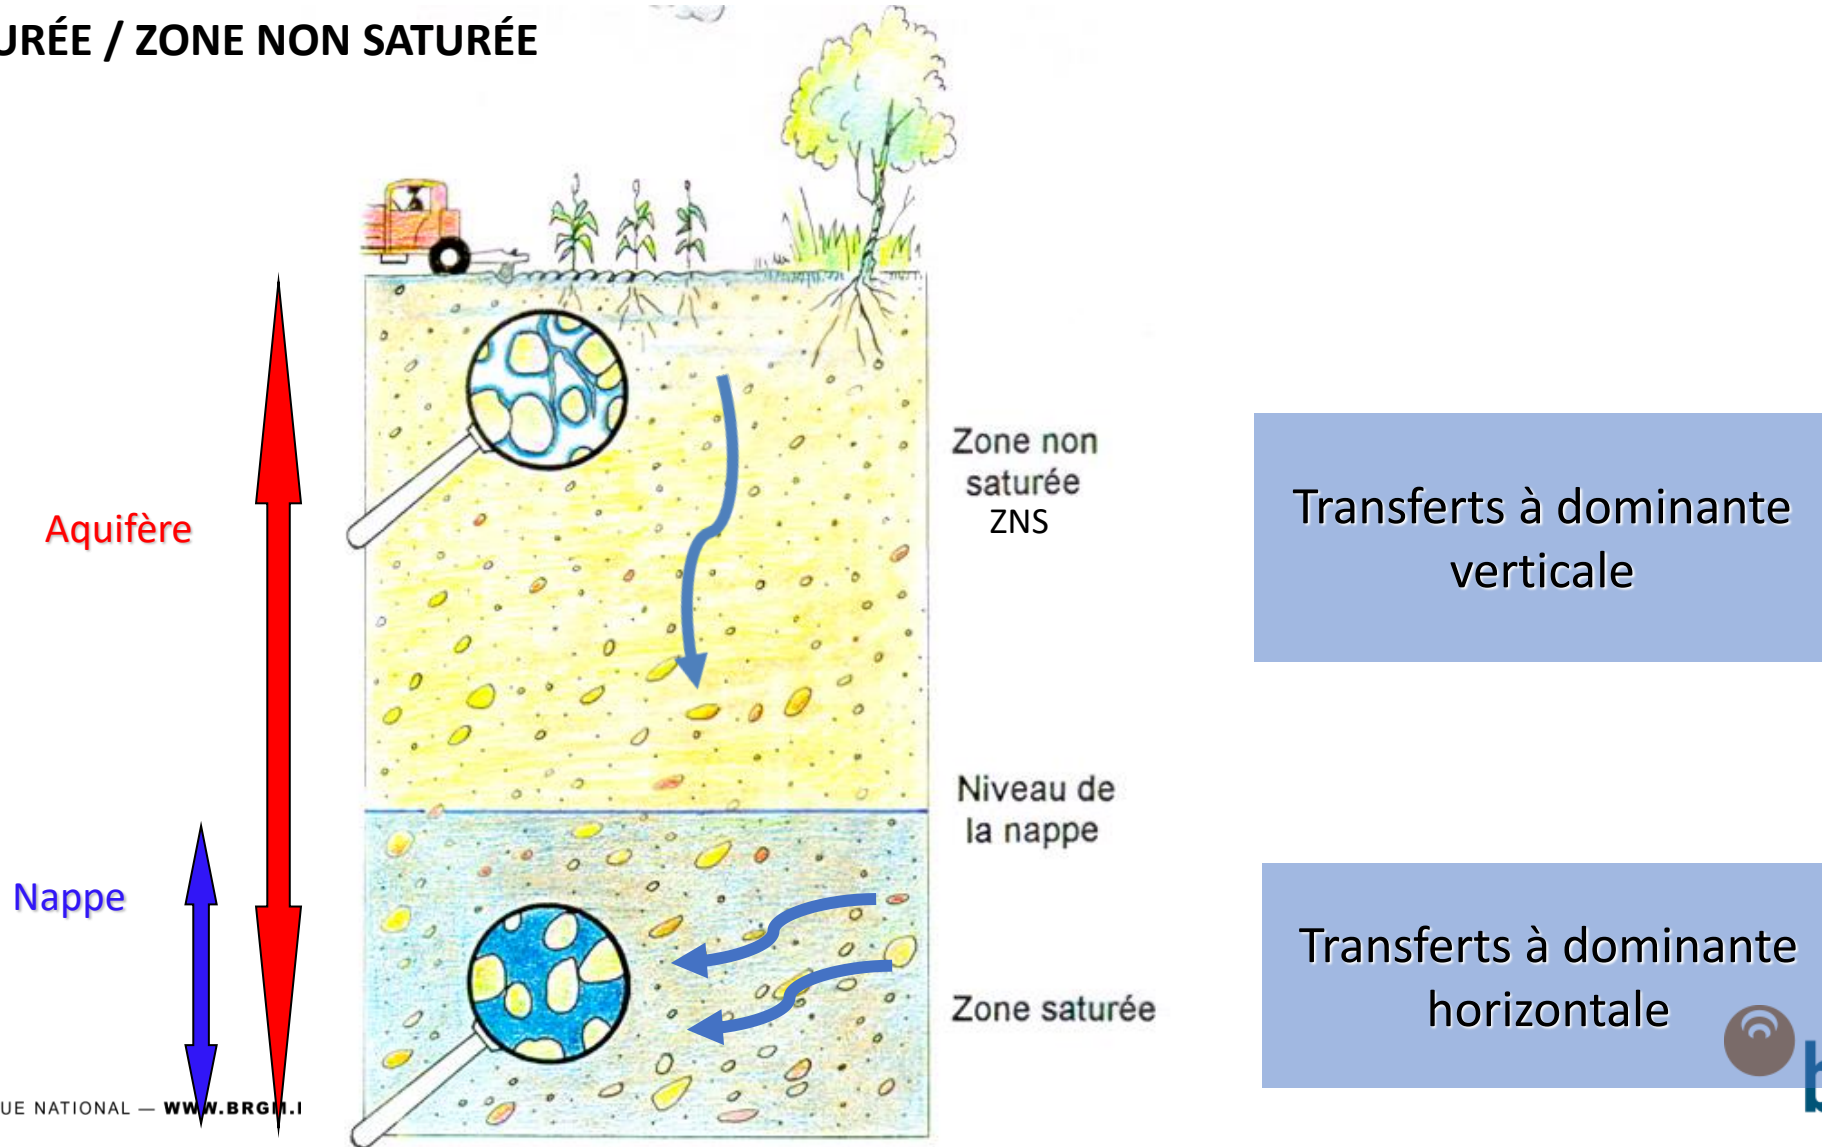 URÉE / ZONE NON SATURÉE
Zone non
saturée
ZNS
Transferts à dominante
verticale
Aquifère
Niveau de
la nappe
Nappe
Transferts à dominante
horizontale
Zone saturée
UE NATIONAL — WWW.BRGM.
b